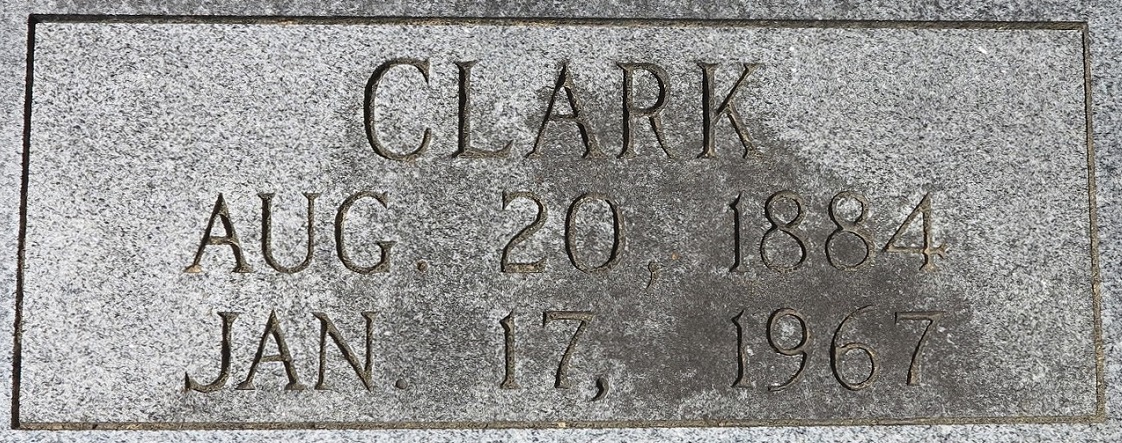 CLARK
AUG. 20, 1884
JAN. 17, 1967